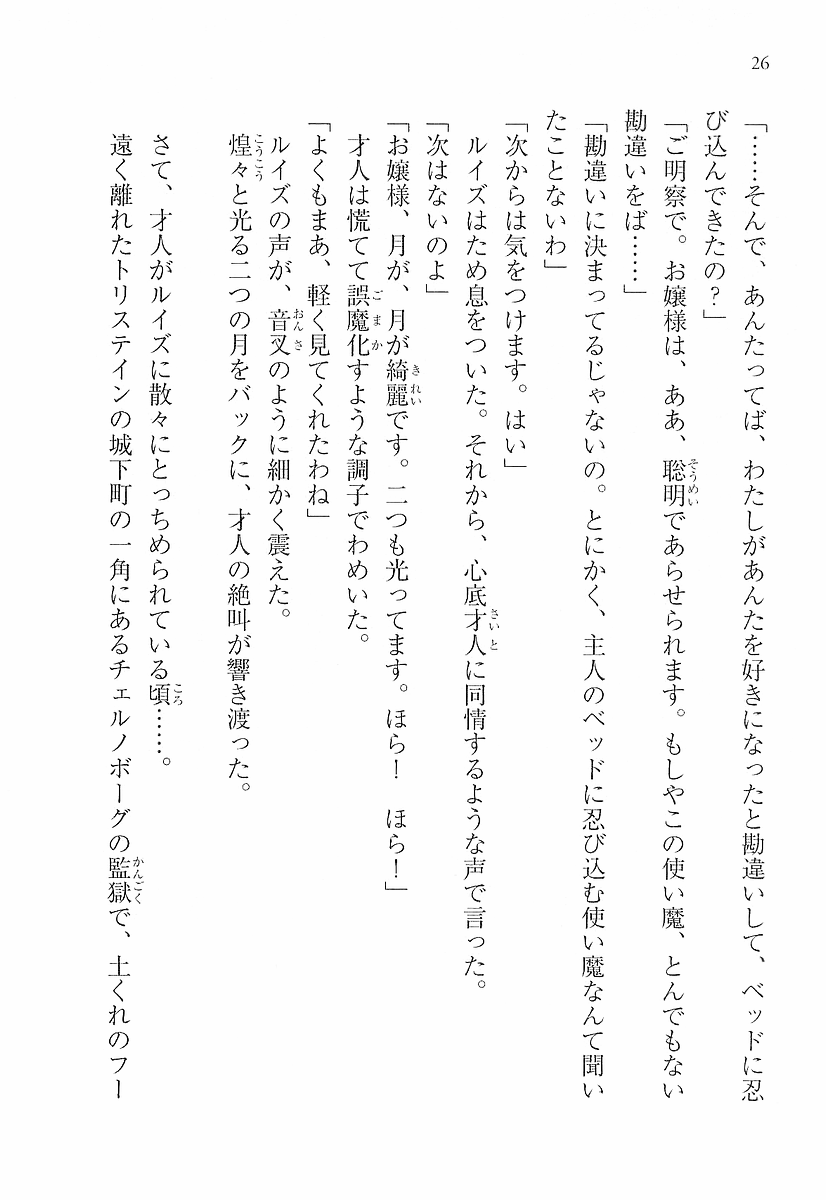 26
「……そんで、あんたってば、わたしがあんたを好きになったと勘違いして、ベッドに忍
び込んできたの？」
「ご明察で。お嬢様は、ああ、聡明であらせられます。もしやこの使い魔、とんでもない
勘違いをば……」
「勘違いに決まってるじゃないの。とにかく、主人のベッドに忍び込む使い魔なんて聞い
たことないわ」
「次からは気をつけます。はい」
ルイズはため息をついた。それから、心底才人に同情するような声で言った。
「次はないのよ」
「お嬢様、月が、月が綺麗です。二つも光ってます。ほら！　ほら！」
才人は慌てて誤魔化すような調子でわめいた。
「よくもまあ、軽く見てくれたわね」
ルイズの声が、音叉のように細かく震えた。
煌々と光る二つの月をバックに、才人の絶叫が響き渡った。
さて、才人がルイズに散々にとっちめられている頃……。
遠く離れたトリステインの城下町の一角にあるチェルノボーグの監獄で、土くれのフー